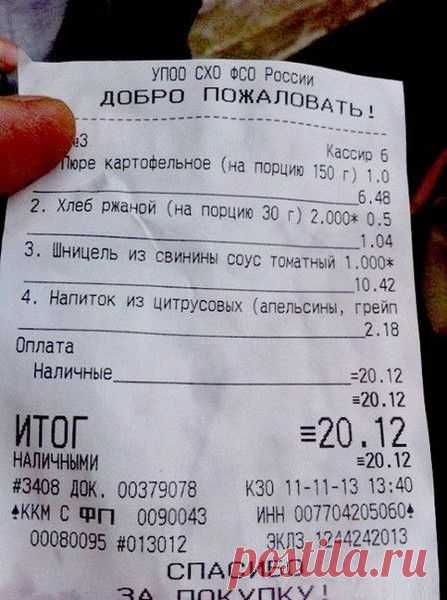 УПОО СХО ФСО России
ДОБРО ПОЖАЛОВАТЬ!
№3 Кассир 6
Пюре картофельное (на порцию 150 г) 1.0
6.48
2. Хлеб ржаной (на порцию 30 г) 2.000* 0.5
1.04
3. Шницель из свинины соус томатный 1.000*
10.42
4. Напиток из цитрусовых (апельсины, грейп
2.18
Оплата
Наличные =20.12
≡20.12
ИТОГ ≡20.12
НАЛИЧНЫМИ ≡20.12
#3408 ДОК. 00379078 К30 11-11-13 13:40
♠ККМ С ФП 0090043 ИНН 007704205060♠
00080095 #013012 ЭКЛЗ 1244242013
СПАСИБО
ЗА ПОКУПКУ!
postila.ru